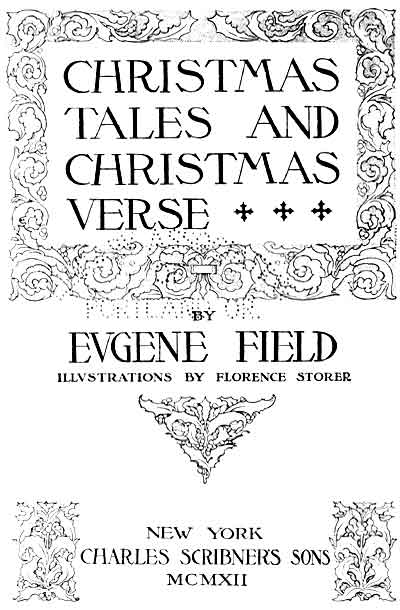 CHRISTMAS
TALES AND
CHRISTMAS
VERSE
BY
EVGENE FIELD
ILLVSTRATIONS BY FLORENCE STORER
NEW YORK
CHARLES SCRIBNER'S SONS
MCMXII